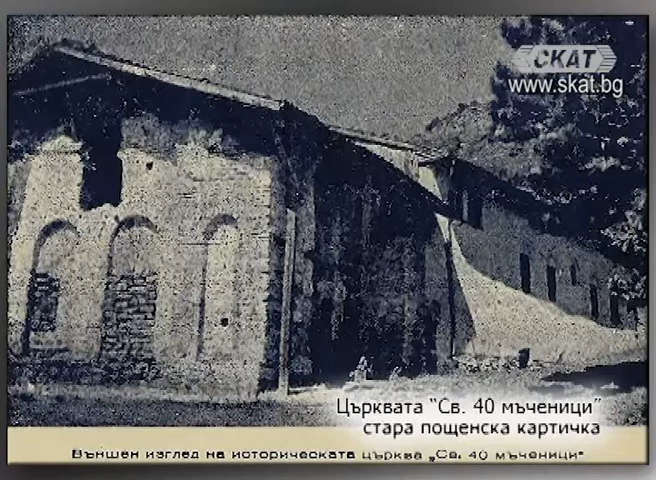 СКАТ
www.skat.bg
Църквата "Св. 40 мъченици"
стара пощенска картичка
Външен изглед на историческата църква „Св. 40 мъченици"